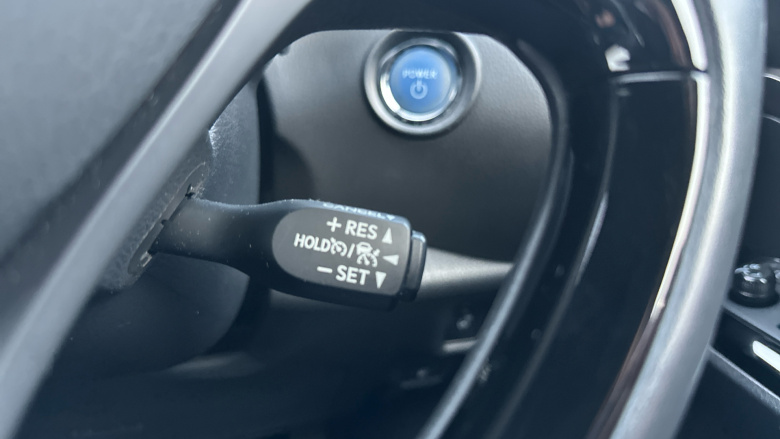 POWER
CANCEL
+ RES ▲
HOLD / ◀
− SET ▼